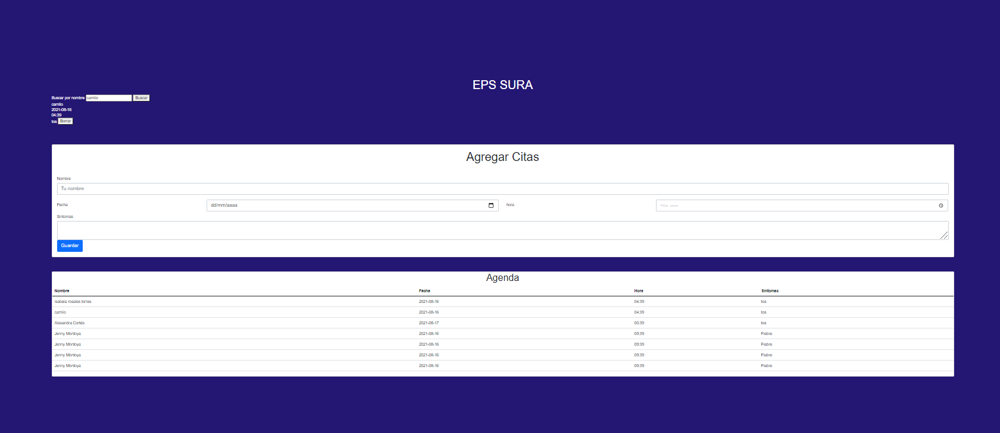 EPS SURA
Buscar por nombre camilo Buscar
camilo
2021-08-16
04:39
tos Borrar
Agregar Citas
Nombre
Tu nombre
Fecha dd/mm/aaaa hora --:-- -----
Sintomas
Guardar
Agenda
Nombre Fecha Hora Sintomas
isabela rosales torres 2021-08-16 04:39 tos
camilo 2021-08-16 04:39 tos
Alexandra Cortés 2021-08-17 00:39 tos
Jenny Montoya 2021-08-16 09:39 Fiebre
Jenny Montoya 2021-08-16 09:39 Fiebre
Jenny Montoya 2021-08-16 09:39 Fiebre
Jenny Montoya 2021-08-16 09:39 Fiebre